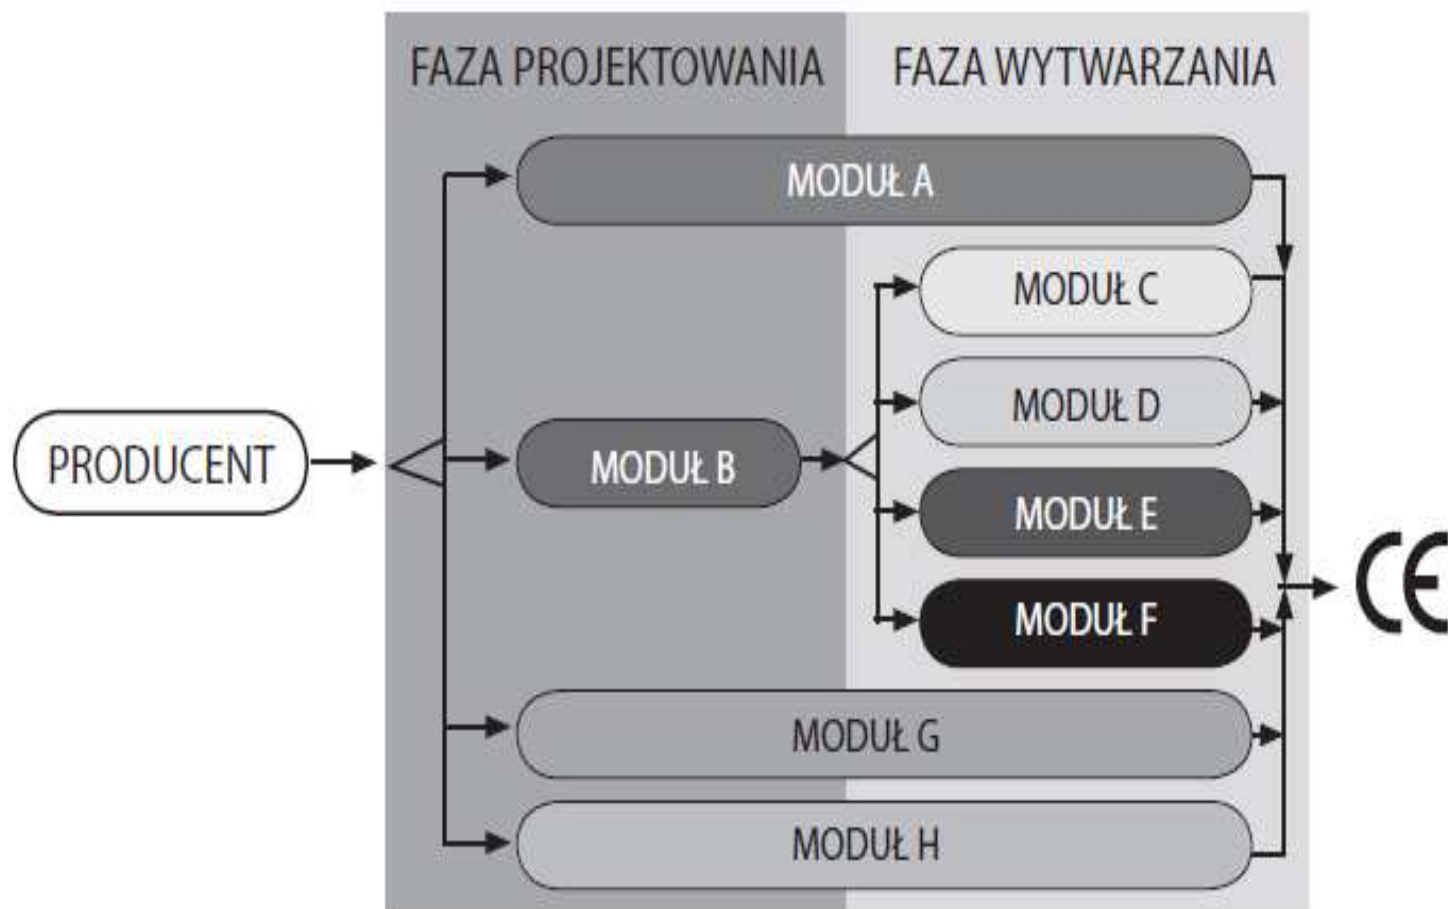 FAZA PROJEKTOWANIA
FAZA WYTWARZANIA
MODUŁ A
MODUŁ C
MODUŁ D
PRODUCENT
MODUŁ B
MODUŁ E
CE
MODUŁ F
MODUŁ G
MODUŁ H